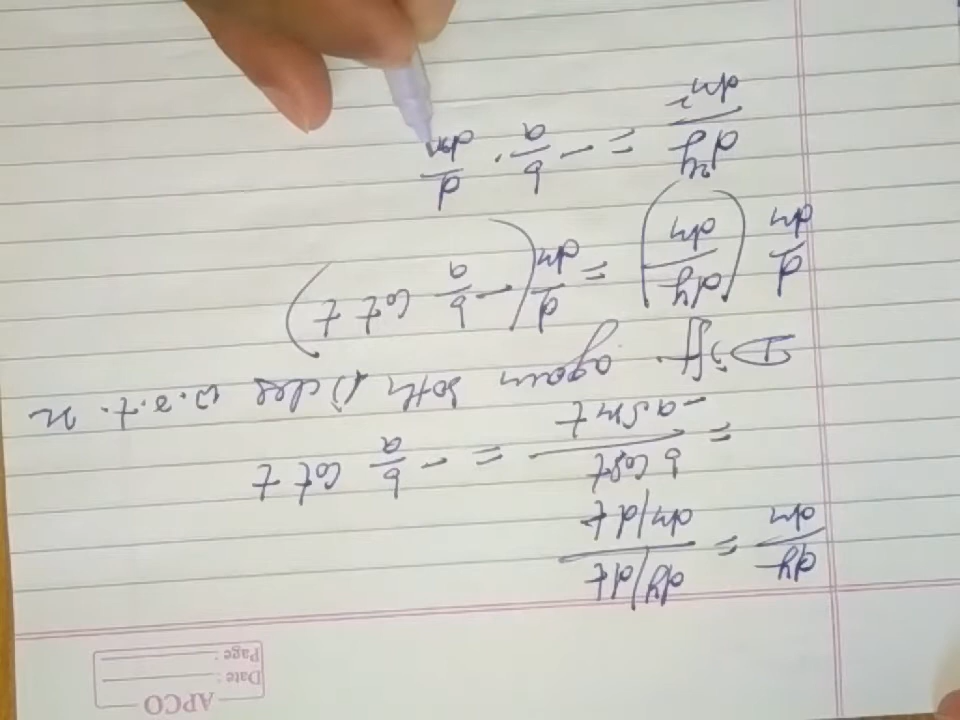 APCO
Date:
Page:
dy/dx = (dy/dt)/(dx/dt)
= b cost/-a sint = - b/a cot t
Diff. again both sides w.r.t. x
d/dx (dy/dx) = d/dx (- b/a cot t)
d²y/dx² = - b/a . d/dx